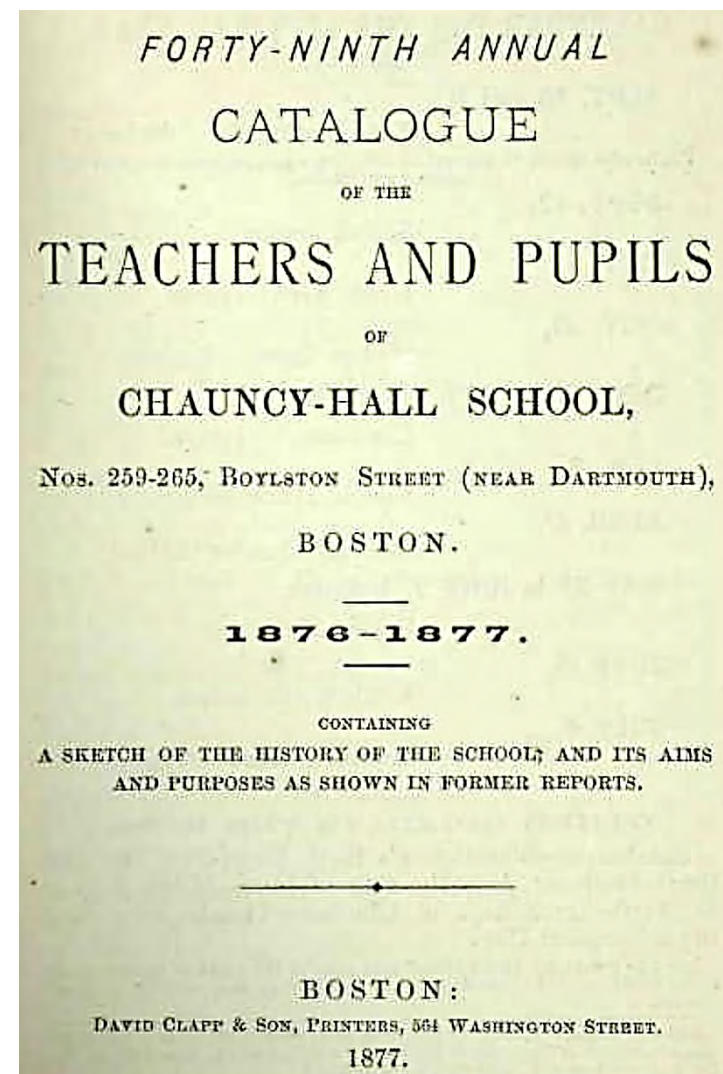 FORTY-NINTH ANNUAL
CATALOGUE
OF THE
TEACHERS AND PUPILS
OF
CHAUNCY-HALL SCHOOL,
Nos. 259-265, Boylston Street (near Dartmouth),
BOSTON.
1876-1877.
CONTAINING
A SKETCH OF THE HISTORY OF THE SCHOOL; AND ITS AIMS
AND PURPOSES AS SHOWN IN FORMER REPORTS.
BOSTON:
David Clapp & Son, Printers, 564 Washington Street.
1877.